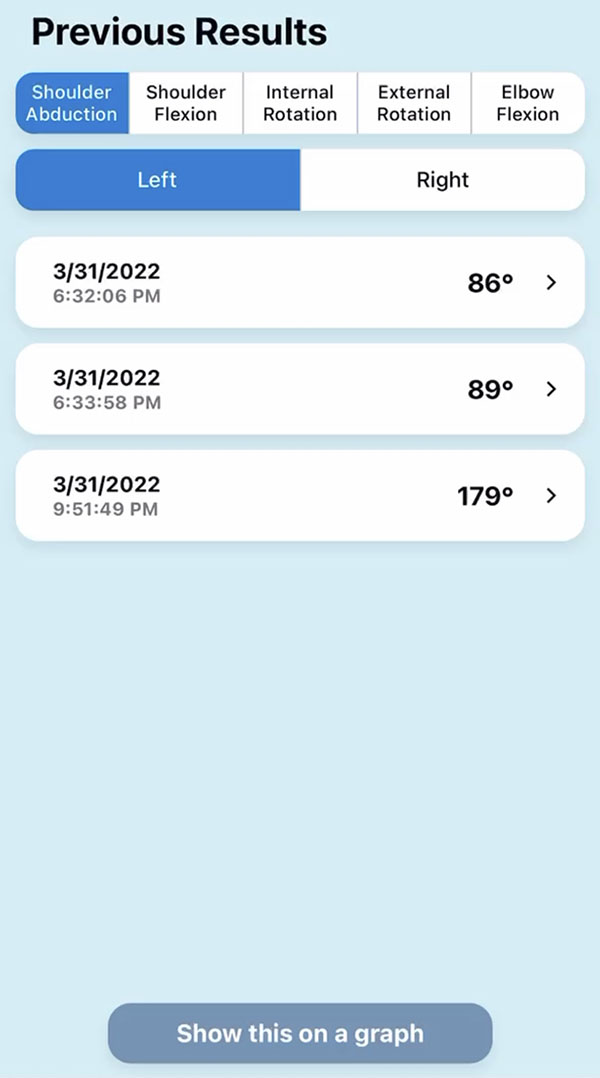 Previous Results
Shoulder
Abduction
Shoulder
Flexion
Internal
Rotation
External
Rotation
Elbow
Flexion
Left
Right
3/31/2022
6:32:06 PM
86°
3/31/2022
6:33:58 PM
89°
3/31/2022
9:51:49 PM
179°
Show this on a graph